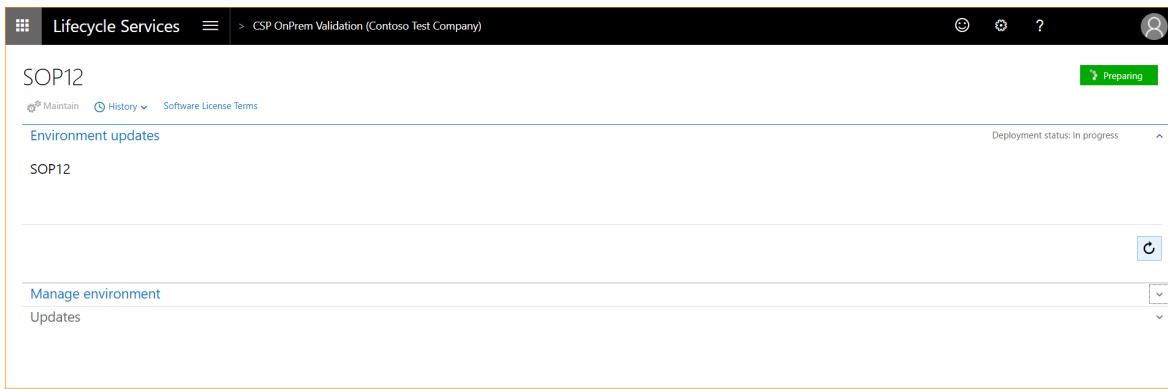 Lifecycle Services > CSP OnPrem Validation (Contoso Test Company) ?
SOP12 Preparing
Maintain History Software License Terms
Environment updates Deployment status: In progress
SOP12
Manage environment
Updates